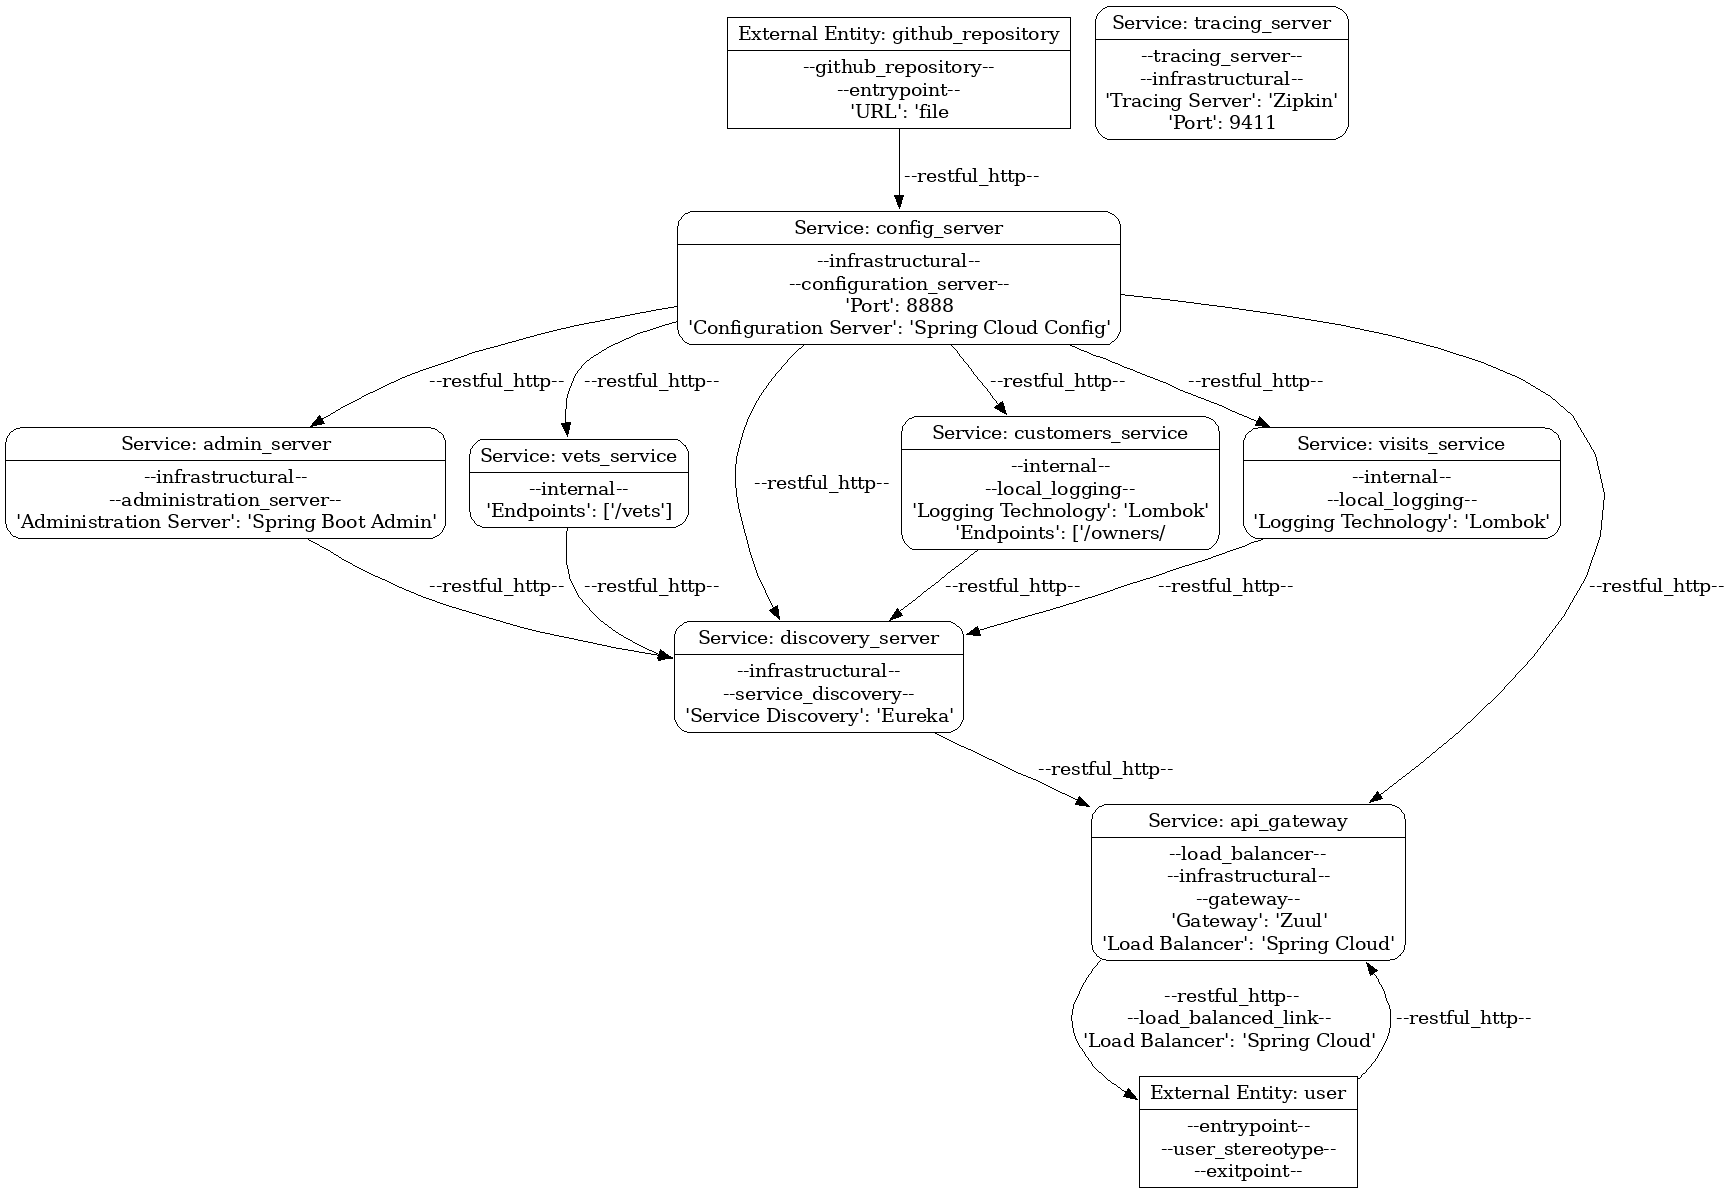 External Entity: github_repository
--github_repository--
--entrypoint--
'URL': 'file
Service: tracing_server
--tracing_server--
--infrastructural--
'Tracing Server': 'Zipkin'
'Port': 9411
--restful_http--
Service: config_server
--infrastructural--
--configuration_server--
'Port': 8888
'Configuration Server': 'Spring Cloud Config'
--restful_http--
--restful_http--
--restful_http--
--restful_http--
Service: admin_server
--infrastructural--
--administration_server--
'Administration Server': 'Spring Boot Admin'
Service: vets_service
--internal--
'Endpoints': ['/vets']
--restful_http--
Service: customers_service
--internal--
--local_logging--
'Logging Technology': 'Lombok'
'Endpoints': ['/owners/
Service: visits_service
--internal--
--local_logging--
'Logging Technology': 'Lombok'
--restful_http--
--restful_http--
--restful_http--
--restful_http--
--restful_http--
Service: discovery_server
--infrastructural--
--service_discovery--
'Service Discovery': 'Eureka'
--restful_http--
Service: api_gateway
--load_balancer--
--infrastructural--
--gateway--
'Gateway': 'Zuul'
'Load Balancer': 'Spring Cloud'
--restful_http--
--load_balanced_link--
'Load Balancer': 'Spring Cloud'
--restful_http--
External Entity: user
--entrypoint--
--user_stereotype--
--exitpoint--